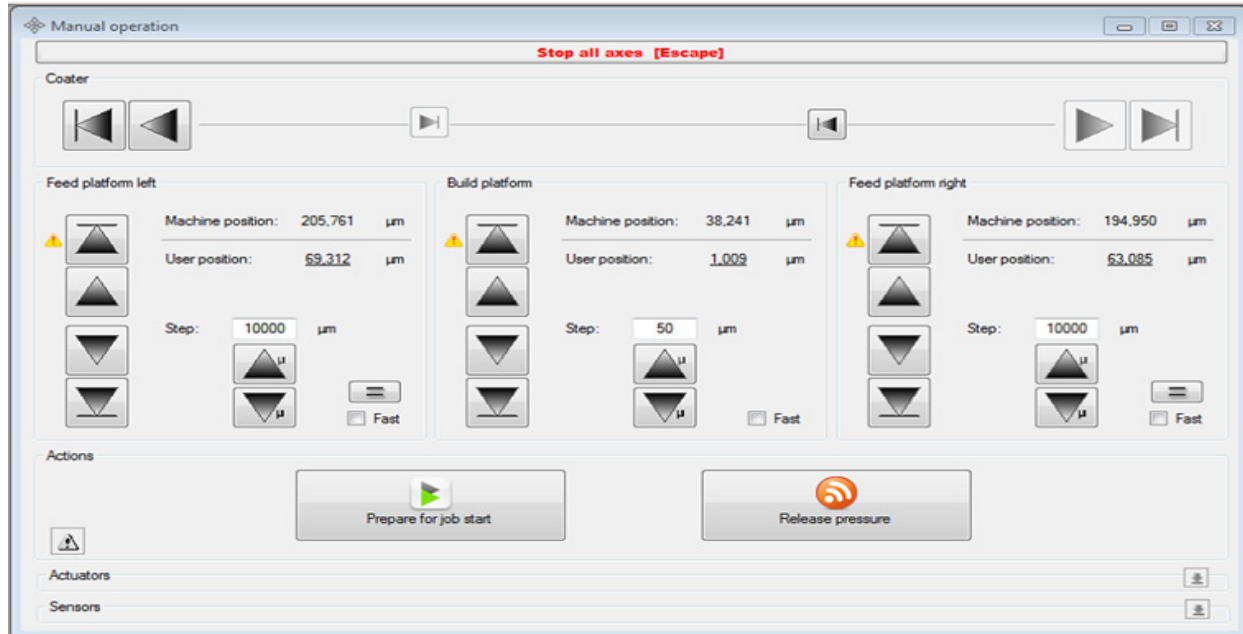 Manual operation
Stop all axes [Escape]
Coater
Feed platform left
Machine position: 205,761 µm
User position: 69,312 µm
Step: 10000 µm
µ
µ
Fast
Build platform
Machine position: 38,241 µm
User position: 1,009 µm
Step: 50 µm
µ
µ
Fast
Feed platform right
Machine position: 194,950 µm
User position: 63,085 µm
Step: 10000 µm
µ
µ
Fast
Actions
Prepare for job start
Release pressure
Actuators
Sensors